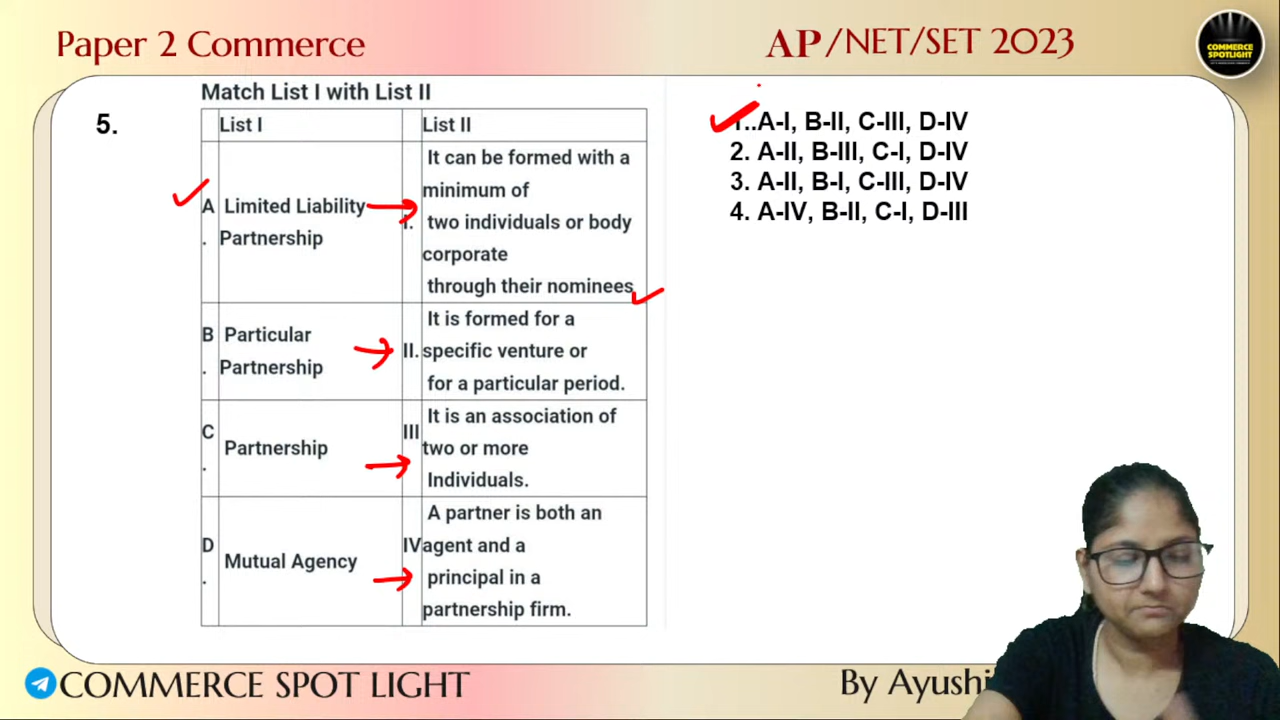 Paper 2 Commerce
AP/NET/SET 2023
COMMERCE
SPOTLIGHT
5.
Match List I with List II
List I
List II
A
.
Limited Liability
Partnership
I.
It can be formed with a
minimum of
two individuals or body
corporate
through their nominees
B
.
Particular
Partnership
II.
It is formed for a
specific venture or
for a particular period.
C
.
Partnership
III
It is an association of
two or more
Individuals.
D
.
Mutual Agency
IV
A partner is both an
agent and a
principal in a
partnership firm.
1..A-I, B-II, C-III, D-IV
2. A-II, B-III, C-I, D-IV
3. A-II, B-I, C-III, D-IV
4. A-IV, B-II, C-I, D-III
COMMERCE SPOT LIGHT
By Ayushi